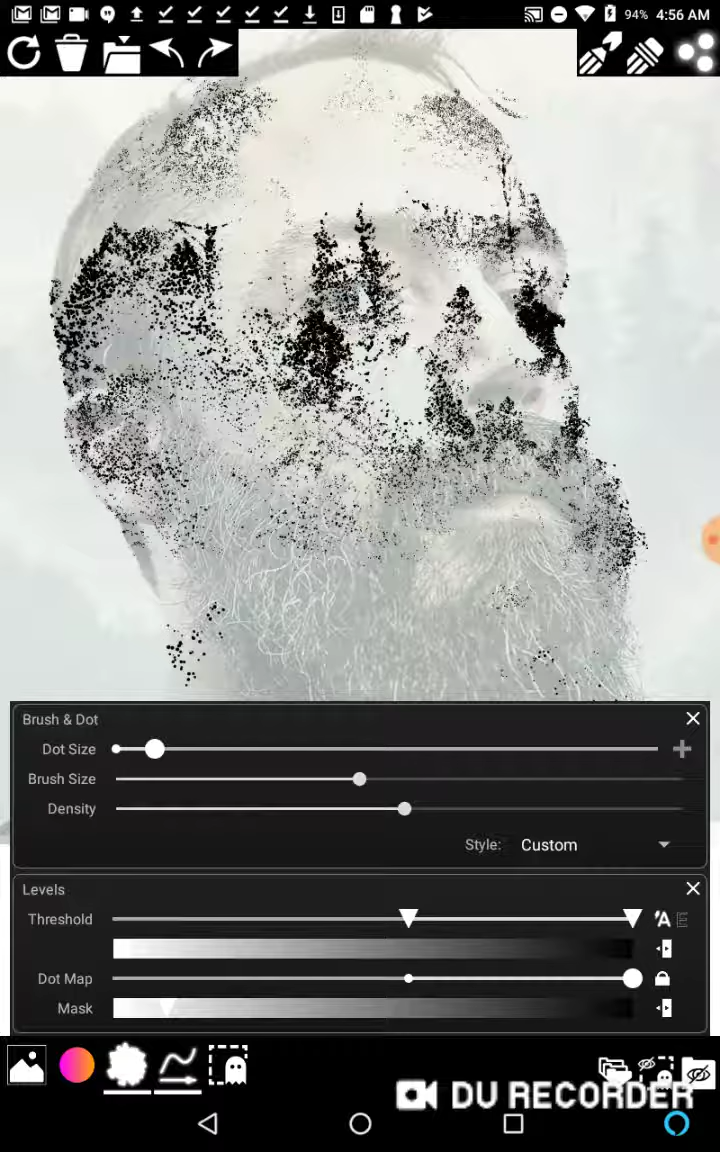 94% 4:56 AM
Brush & Dot
Dot Size
Brush Size
Density
Style: Custom
Levels
Threshold
'A E
Dot Map
Mask
DU RECORDER